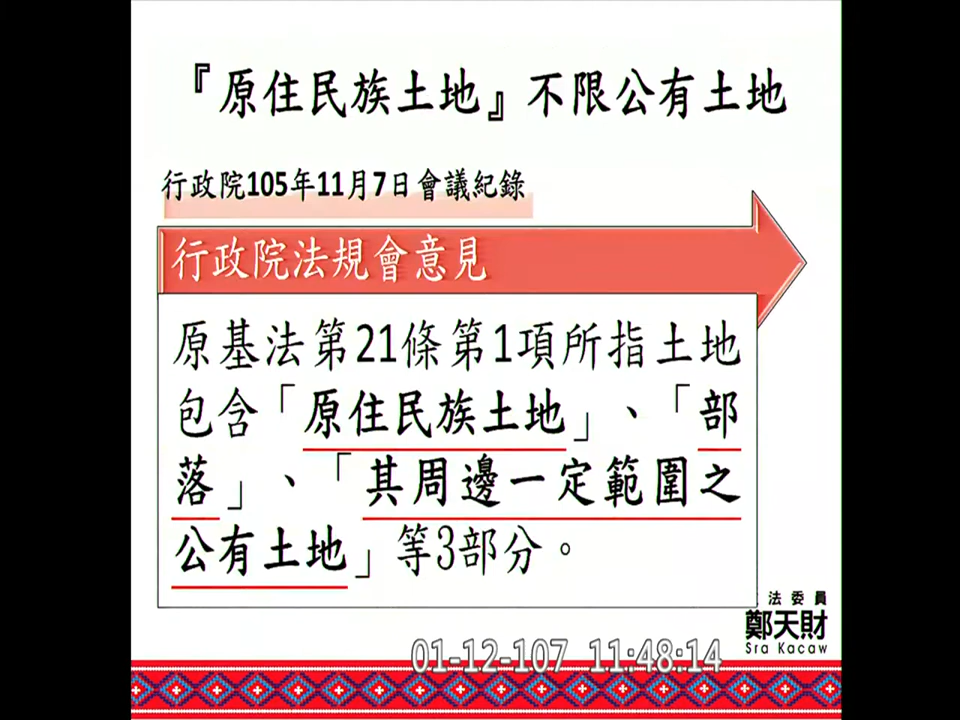 『原住民族土地』不限公有土地
行政院105年11月7日會議紀錄
行政院法規會意見
原基法第21條第1項所指土地
包含「原住民族土地」、「部
落」、「其周邊一定範圍之
公有土地」等3部分。
法委員
鄭天財
Sra Kacaw
01-12-107 11:48:14